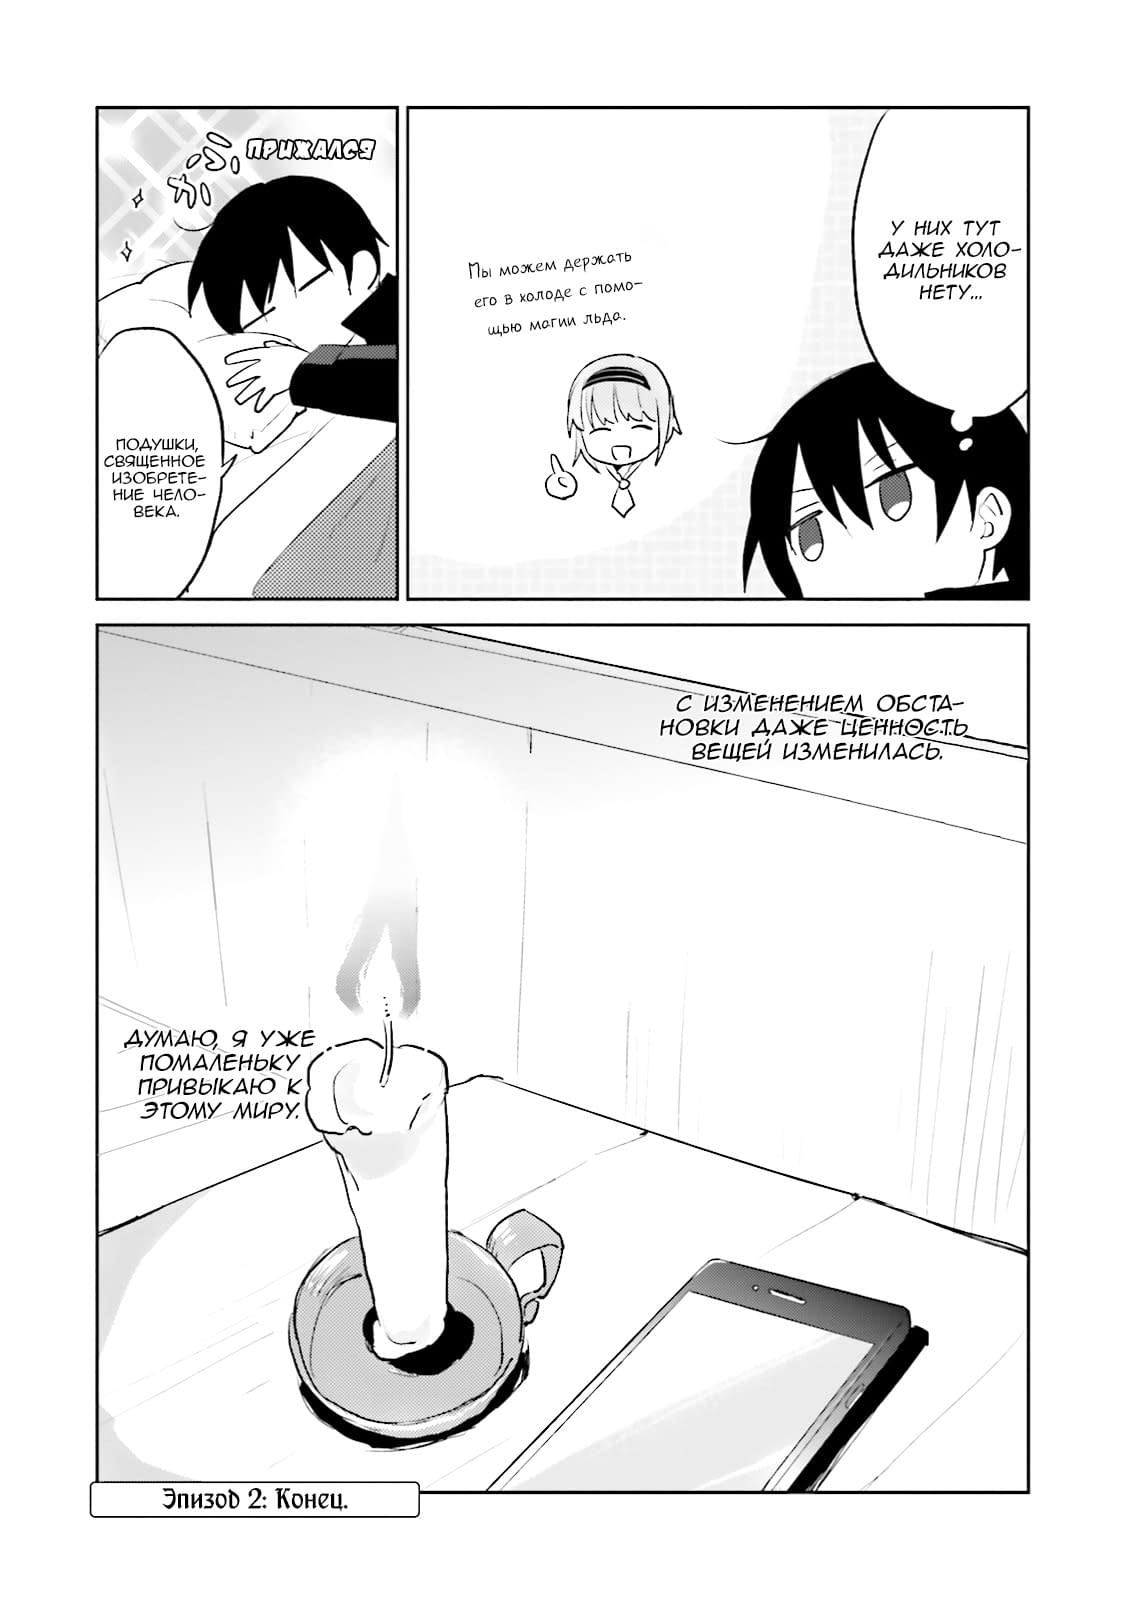 У НИХ ТУТ
ДАЖЕ ХОЛО-
ДИЛЬНИКОВ
НЕТУ...
Мы можем держать
его в холоде с помо-
щью магии льда.
ПРИЖАЛСЯ
ふ
か
ПОДУШКИ,
СВЯЩЕННОЕ
ИЗОБРЕТЕ-
НИЕ ЧЕЛО-
ВЕКА.
С ИЗМЕНЕНИЕМ ОБСТА-
НОВКИ ДАЖЕ ЦЕННОСТЬ
ВЕЩЕЙ ИЗМЕНИЛАСЬ.
ДУМАЮ, Я УЖЕ
ПОМАЛЕНЬКУ
ПРИВЫКАЮ К
ЭТОМУ МИРУ.
Эпизод 2: Конец.